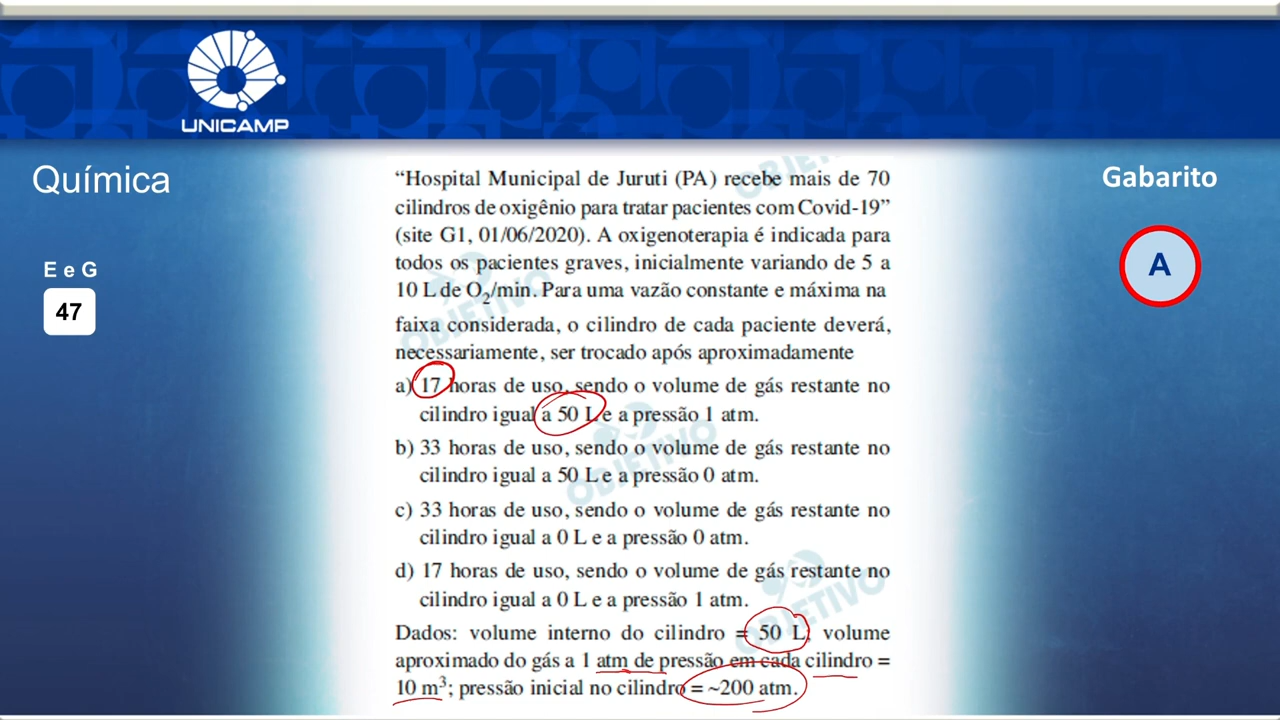 UNICAMP
Química
Gabarito
E e G
47
A
“Hospital Municipal de Juruti (PA) recebe mais de 70
cilindros de oxigênio para tratar pacientes com Covid-19”
(site G1, 01/06/2020). A oxigenoterapia é indicada para
todos os pacientes graves, inicialmente variando de 5 a
10 L de O₂/min. Para uma vazão constante e máxima na
faixa considerada, o cilindro de cada paciente deverá,
necessariamente, ser trocado após aproximadamente
a) 17 horas de uso, sendo o volume de gás restante no
cilindro igual a 50 L e a pressão 1 atm.
b) 33 horas de uso, sendo o volume de gás restante no
cilindro igual a 50 L e a pressão 0 atm.
c) 33 horas de uso, sendo o volume de gás restante no
cilindro igual a 0 L e a pressão 0 atm.
d) 17 horas de uso, sendo o volume de gás restante no
cilindro igual a 0 L e a pressão 1 atm.
Dados: volume interno do cilindro = 50 L, volume
aproximado do gás a 1 atm de pressão em cada cilindro =
10 m³; pressão inicial no cilindro = ~200 atm.
OBJETIVO
OBJETIVO
OBJETIVO
OBJETIVO